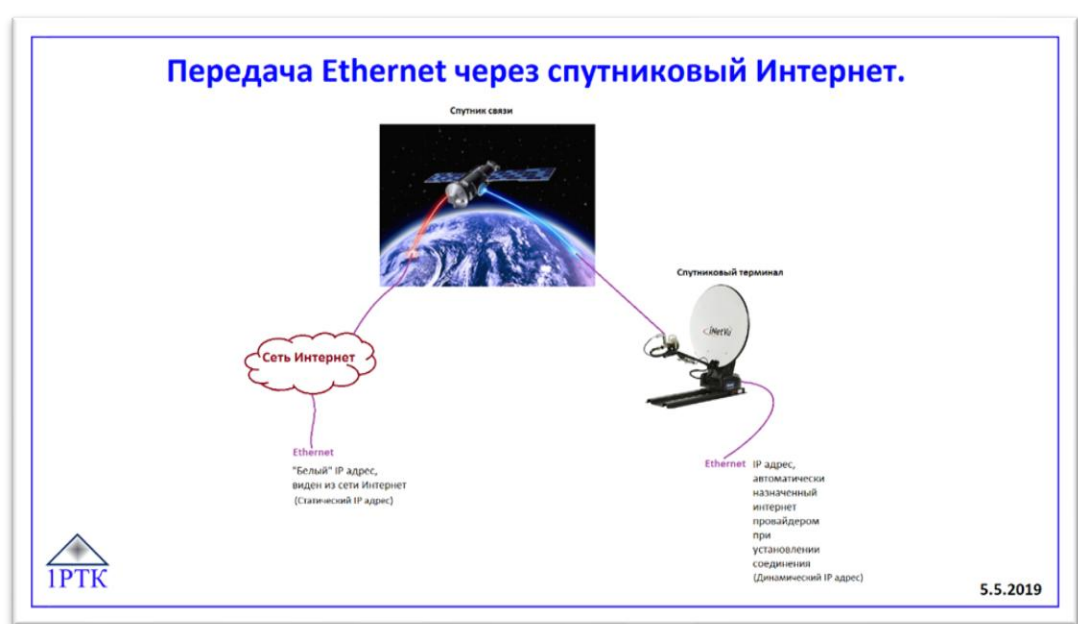 Передача Ethernet через спутниковый Интернет.
Спутник связи
Спутниковый терминал
iNetVu
Сеть Интернет
Ethernet
"Белый" IP адрес,
виден из сети Интернет
(Статический IP адрес)
Ethernet IP адрес,
автоматически
назначенный
интернет
провайдером
при
установлении
соединения
(Динамический IP адрес)
1РТК
5.5.2019